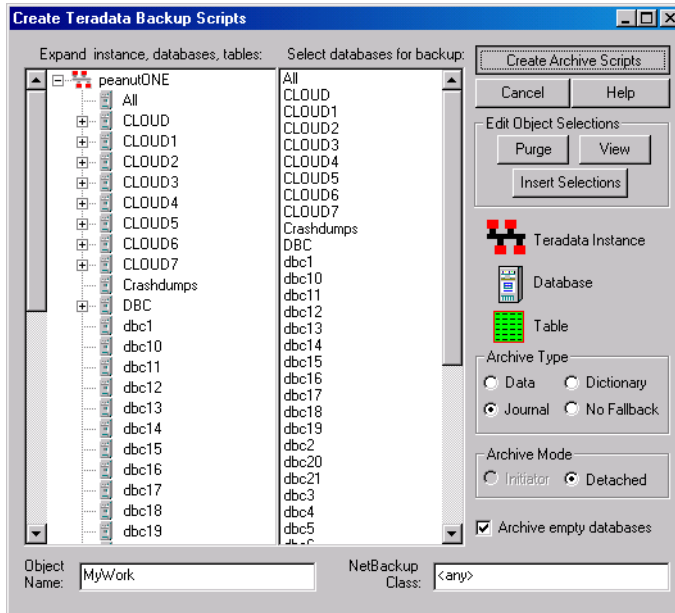 Create Teradata Backup Scripts
Expand instance, databases, tables:
peanutONE
All
CLOUD
CLOUD1
CLOUD2
CLOUD3
CLOUD4
CLOUD5
CLOUD6
CLOUD7
Crashdumps
DBC
dbc1
dbc10
dbc11
dbc12
dbc13
dbc14
dbc15
dbc16
dbc17
dbc18
dbc19
Select databases for backup:
All
CLOUD
CLOUD1
CLOUD2
CLOUD3
CLOUD4
CLOUD5
CLOUD6
CLOUD7
Crashdumps
DBC
dbc1
dbc10
dbc11
dbc12
dbc13
dbc14
dbc15
dbc16
dbc17
dbc18
dbc19
dbc2
dbc20
dbc21
dbc3
dbc4
dbc5
Create Archive Scripts
Cancel Help
Edit Object Selections
Purge View
Insert Selections
Teradata Instance
Database
Table
Archive Type
Data Dictionary
Journal No Fallback
Archive Mode
Initiator Detached
Archive empty databases
Object
Name: MyWork
NetBackup
Class: <any>